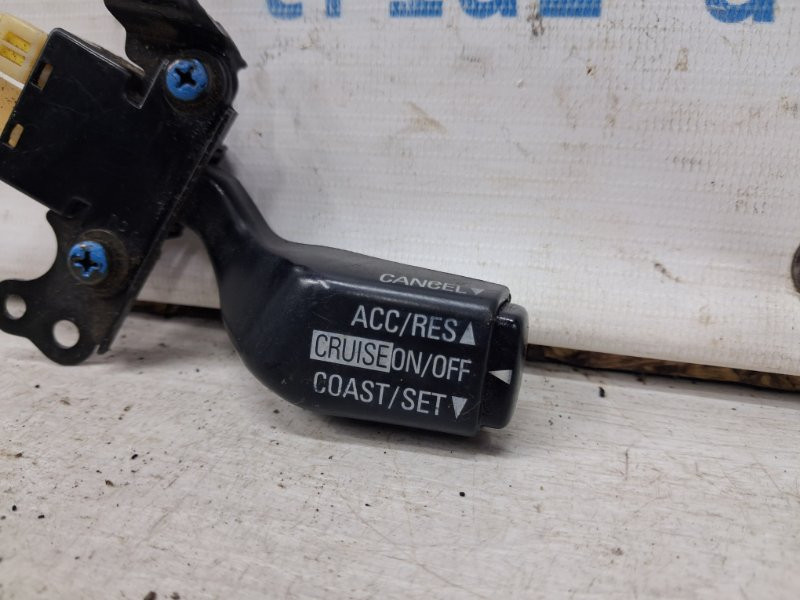 CANCEL▼
ACC/RES▲
CRUISE ON/OFF ◀
COAST/SET▼